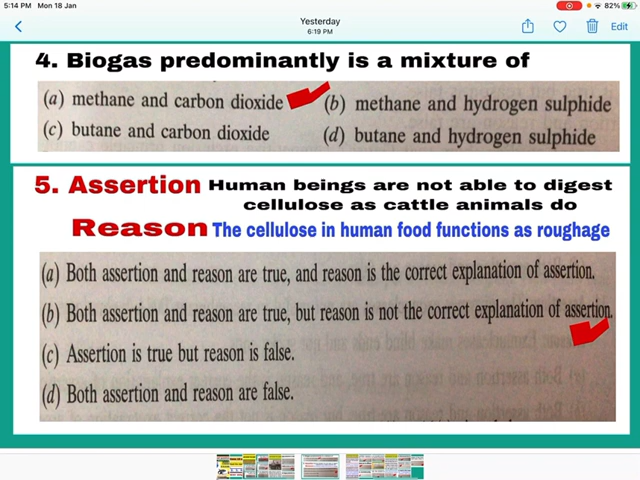 5:14 PM Mon 18 Jan
82%
Yesterday
6:19 PM
Edit
4. Biogas predominantly is a mixture of
(a) methane and carbon dioxide (b) methane and hydrogen sulphide
(c) butane and carbon dioxide (d) butane and hydrogen sulphide
5. Assertion Human beings are not able to digest
cellulose as cattle animals do
Reason The cellulose in human food functions as roughage
(a) Both assertion and reason are true, and reason is the correct explanation of assertion.
(b) Both assertion and reason are true, but reason is not the correct explanation of assertion.
(c) Assertion is true but reason is false.
(d) Both assertion and reason are false.